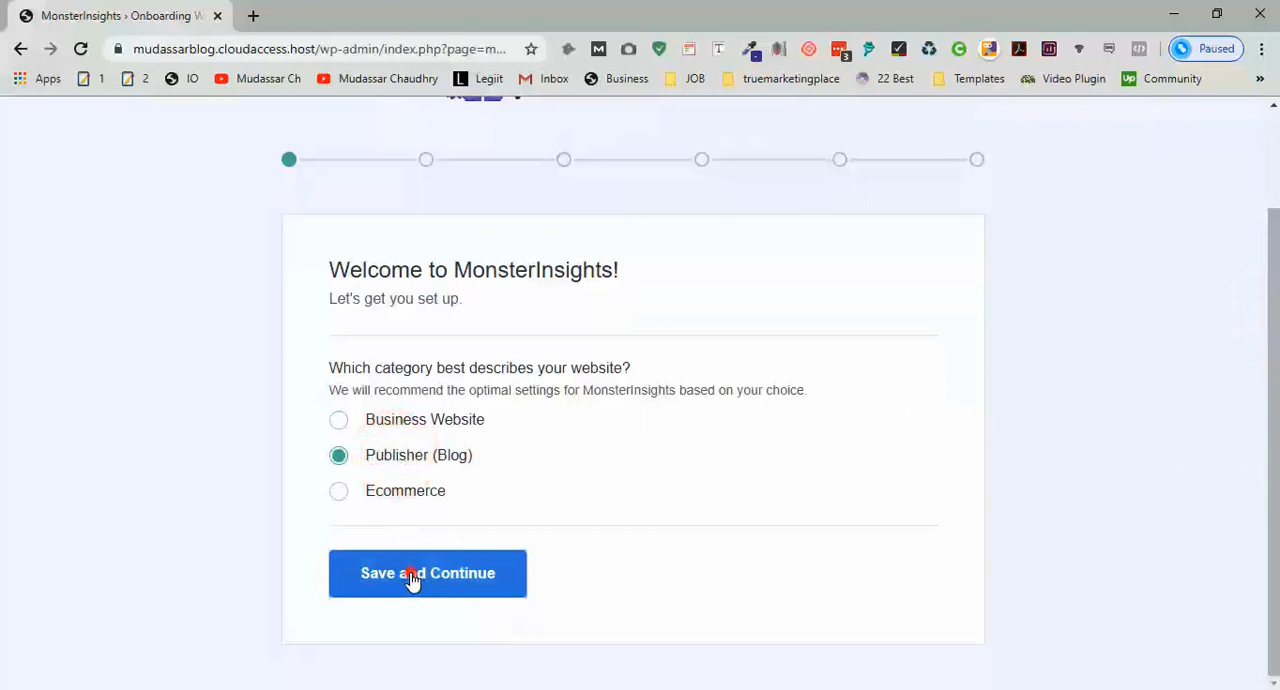 MonsterInsights › Onboarding W
mudassarblog.cloudaccess.host/wp-admin/index.php?page=m...
Paused
Apps 1 2 IO Mudassar Ch Mudassar Chaudhry Legiit Inbox Business JOB truemarketingplace 22 Best Templates Video Plugin Community »
Welcome to MonsterInsights!
Let's get you set up.
Which category best describes your website?
We will recommend the optimal settings for MonsterInsights based on your choice.
Business Website
Publisher (Blog)
Ecommerce
Save and Continue